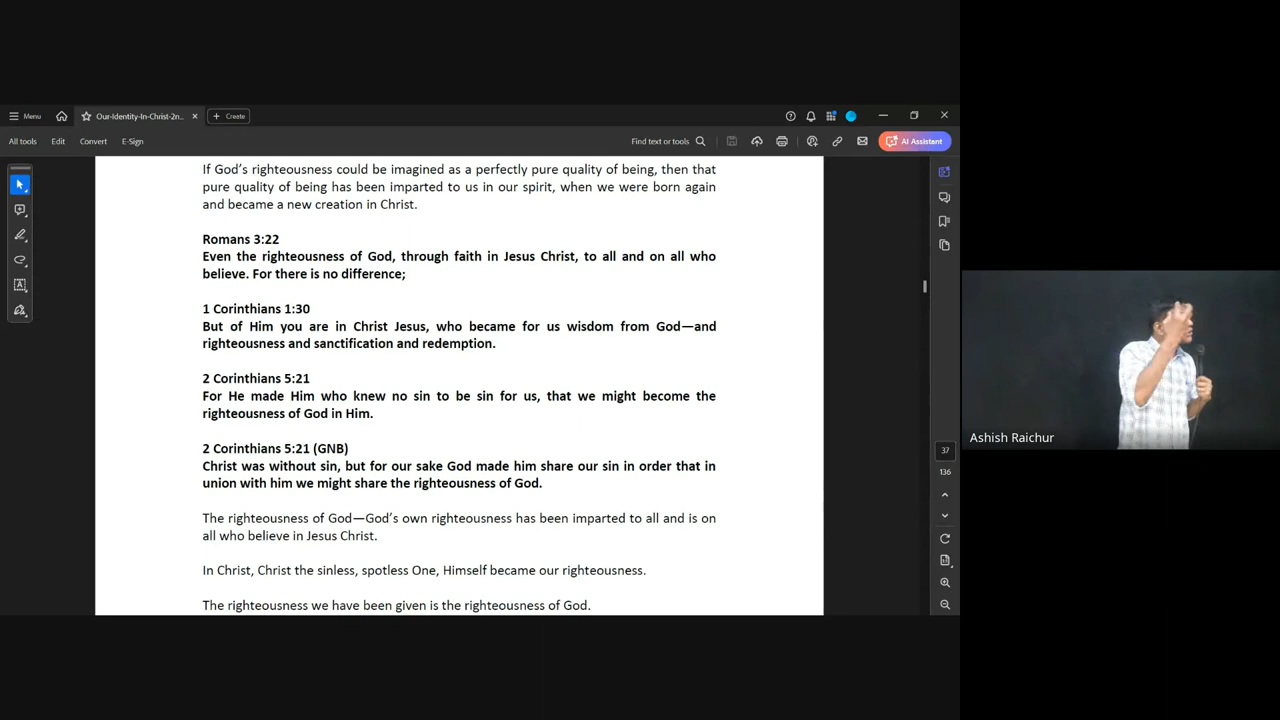 Menu
Our-Identity-In-Christ-2n...
Create
All tools
Edit
Convert
E-Sign
Find text or tools
AI Assistant
If God's righteousness could be imagined as a perfectly pure quality of being, then that
pure quality of being has been imparted to us in our spirit, when we were born again
and became a new creation in Christ.
Romans 3:22
Even the righteousness of God, through faith in Jesus Christ, to all and on all who
believe. For there is no difference;
1 Corinthians 1:30
But of Him you are in Christ Jesus, who became for us wisdom from God—and
righteousness and sanctification and redemption.
2 Corinthians 5:21
For He made Him who knew no sin to be sin for us, that we might become the
righteousness of God in Him.
2 Corinthians 5:21 (GNB)
Christ was without sin, but for our sake God made him share our sin in order that in
union with him we might share the righteousness of God.
The righteousness of God—God's own righteousness has been imparted to all and is on
all who believe in Jesus Christ.
In Christ, Christ the sinless, spotless One, Himself became our righteousness.
The righteousness we have been given is the righteousness of God.
37
136
Ashish Raichur